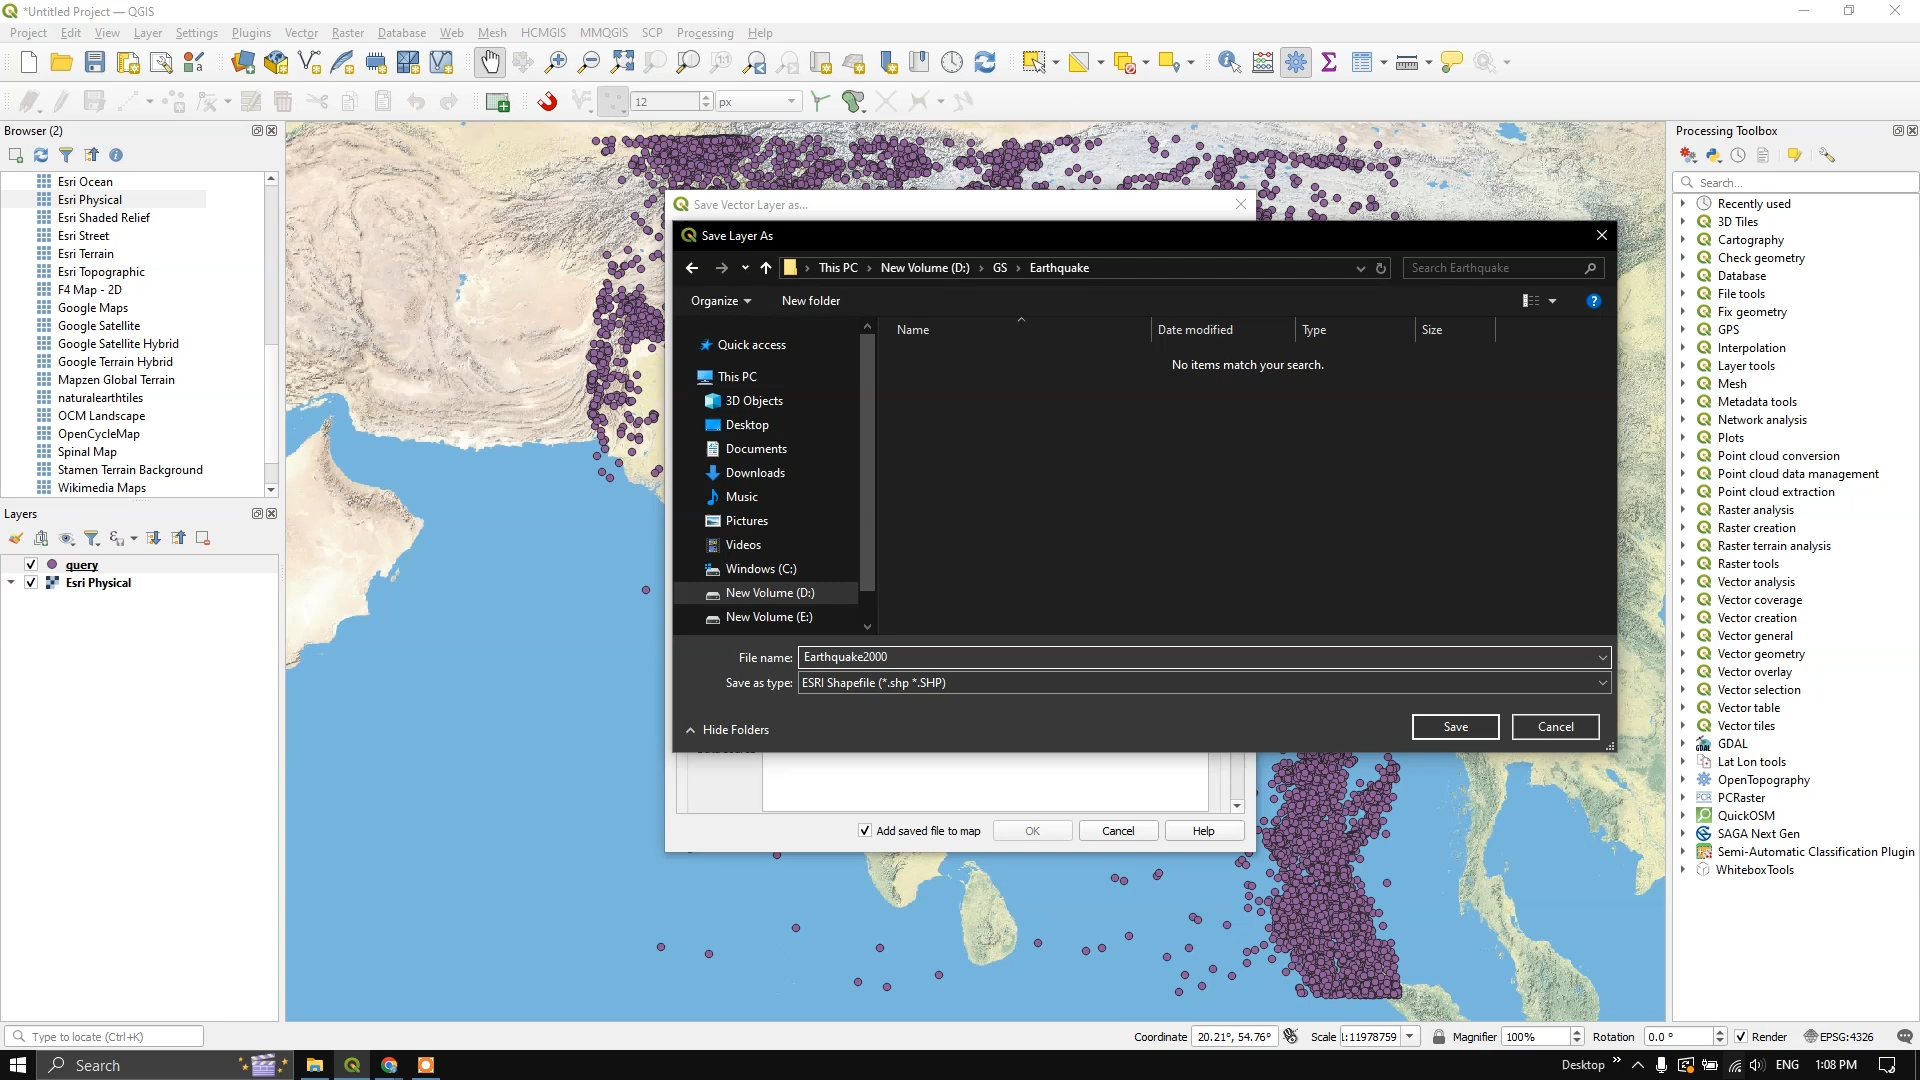 *Untitled Project — QGIS
Project Edit View Layer Settings Plugins Vector Raster Database Web Mesh HCMGIS MMQGIS SCP Processing Help
12 px
Browser (2)
Esri Ocean
Esri Physical
Esri Shaded Relief
Esri Street
Esri Terrain
Esri Topographic
F4 Map - 2D
Google Maps
Google Satellite
Google Satellite Hybrid
Google Terrain Hybrid
Mapzen Global Terrain
naturalearthtiles
OCM Landscape
OpenCycleMap
Spinal Map
Stamen Terrain Background
Wikimedia Maps
Layers
query
Esri Physical
Save Vector Layer as...
Save Layer As
This PC › New Volume (D:) › GS › Earthquake
Search Earthquake
Organize
New folder
Name
Date modified
Type
Size
No items match your search.
Quick access
This PC
3D Objects
Desktop
Documents
Downloads
Music
Pictures
Videos
Windows (C:)
New Volume (D:)
New Volume (E:)
File name: Earthquake2000
Save as type: ESRI Shapefile (*.shp *.SHP)
Hide Folders
Save
Cancel
Add saved file to map
OK
Cancel
Help
Processing Toolbox
Search...
Recently used
3D Tiles
Cartography
Check geometry
Database
File tools
Fix geometry
GPS
Interpolation
Layer tools
Mesh
Metadata tools
Network analysis
Plots
Point cloud conversion
Point cloud data management
Point cloud extraction
Raster analysis
Raster creation
Raster terrain analysis
Raster tools
Vector analysis
Vector coverage
Vector creation
Vector general
Vector geometry
Vector overlay
Vector selection
Vector table
Vector tiles
GDAL
Lat Lon tools
OpenTopography
PCRaster
QuickOSM
SAGA Next Gen
Semi-Automatic Classification Plugin
WhiteboxTools
Type to locate (Ctrl+K)
Coordinate 20.21°, 54.76° Scale 1:11978759 Magnifier 100% Rotation 0.0 ° Render EPSG:4326
Search
Desktop » ENG 1:08 PM